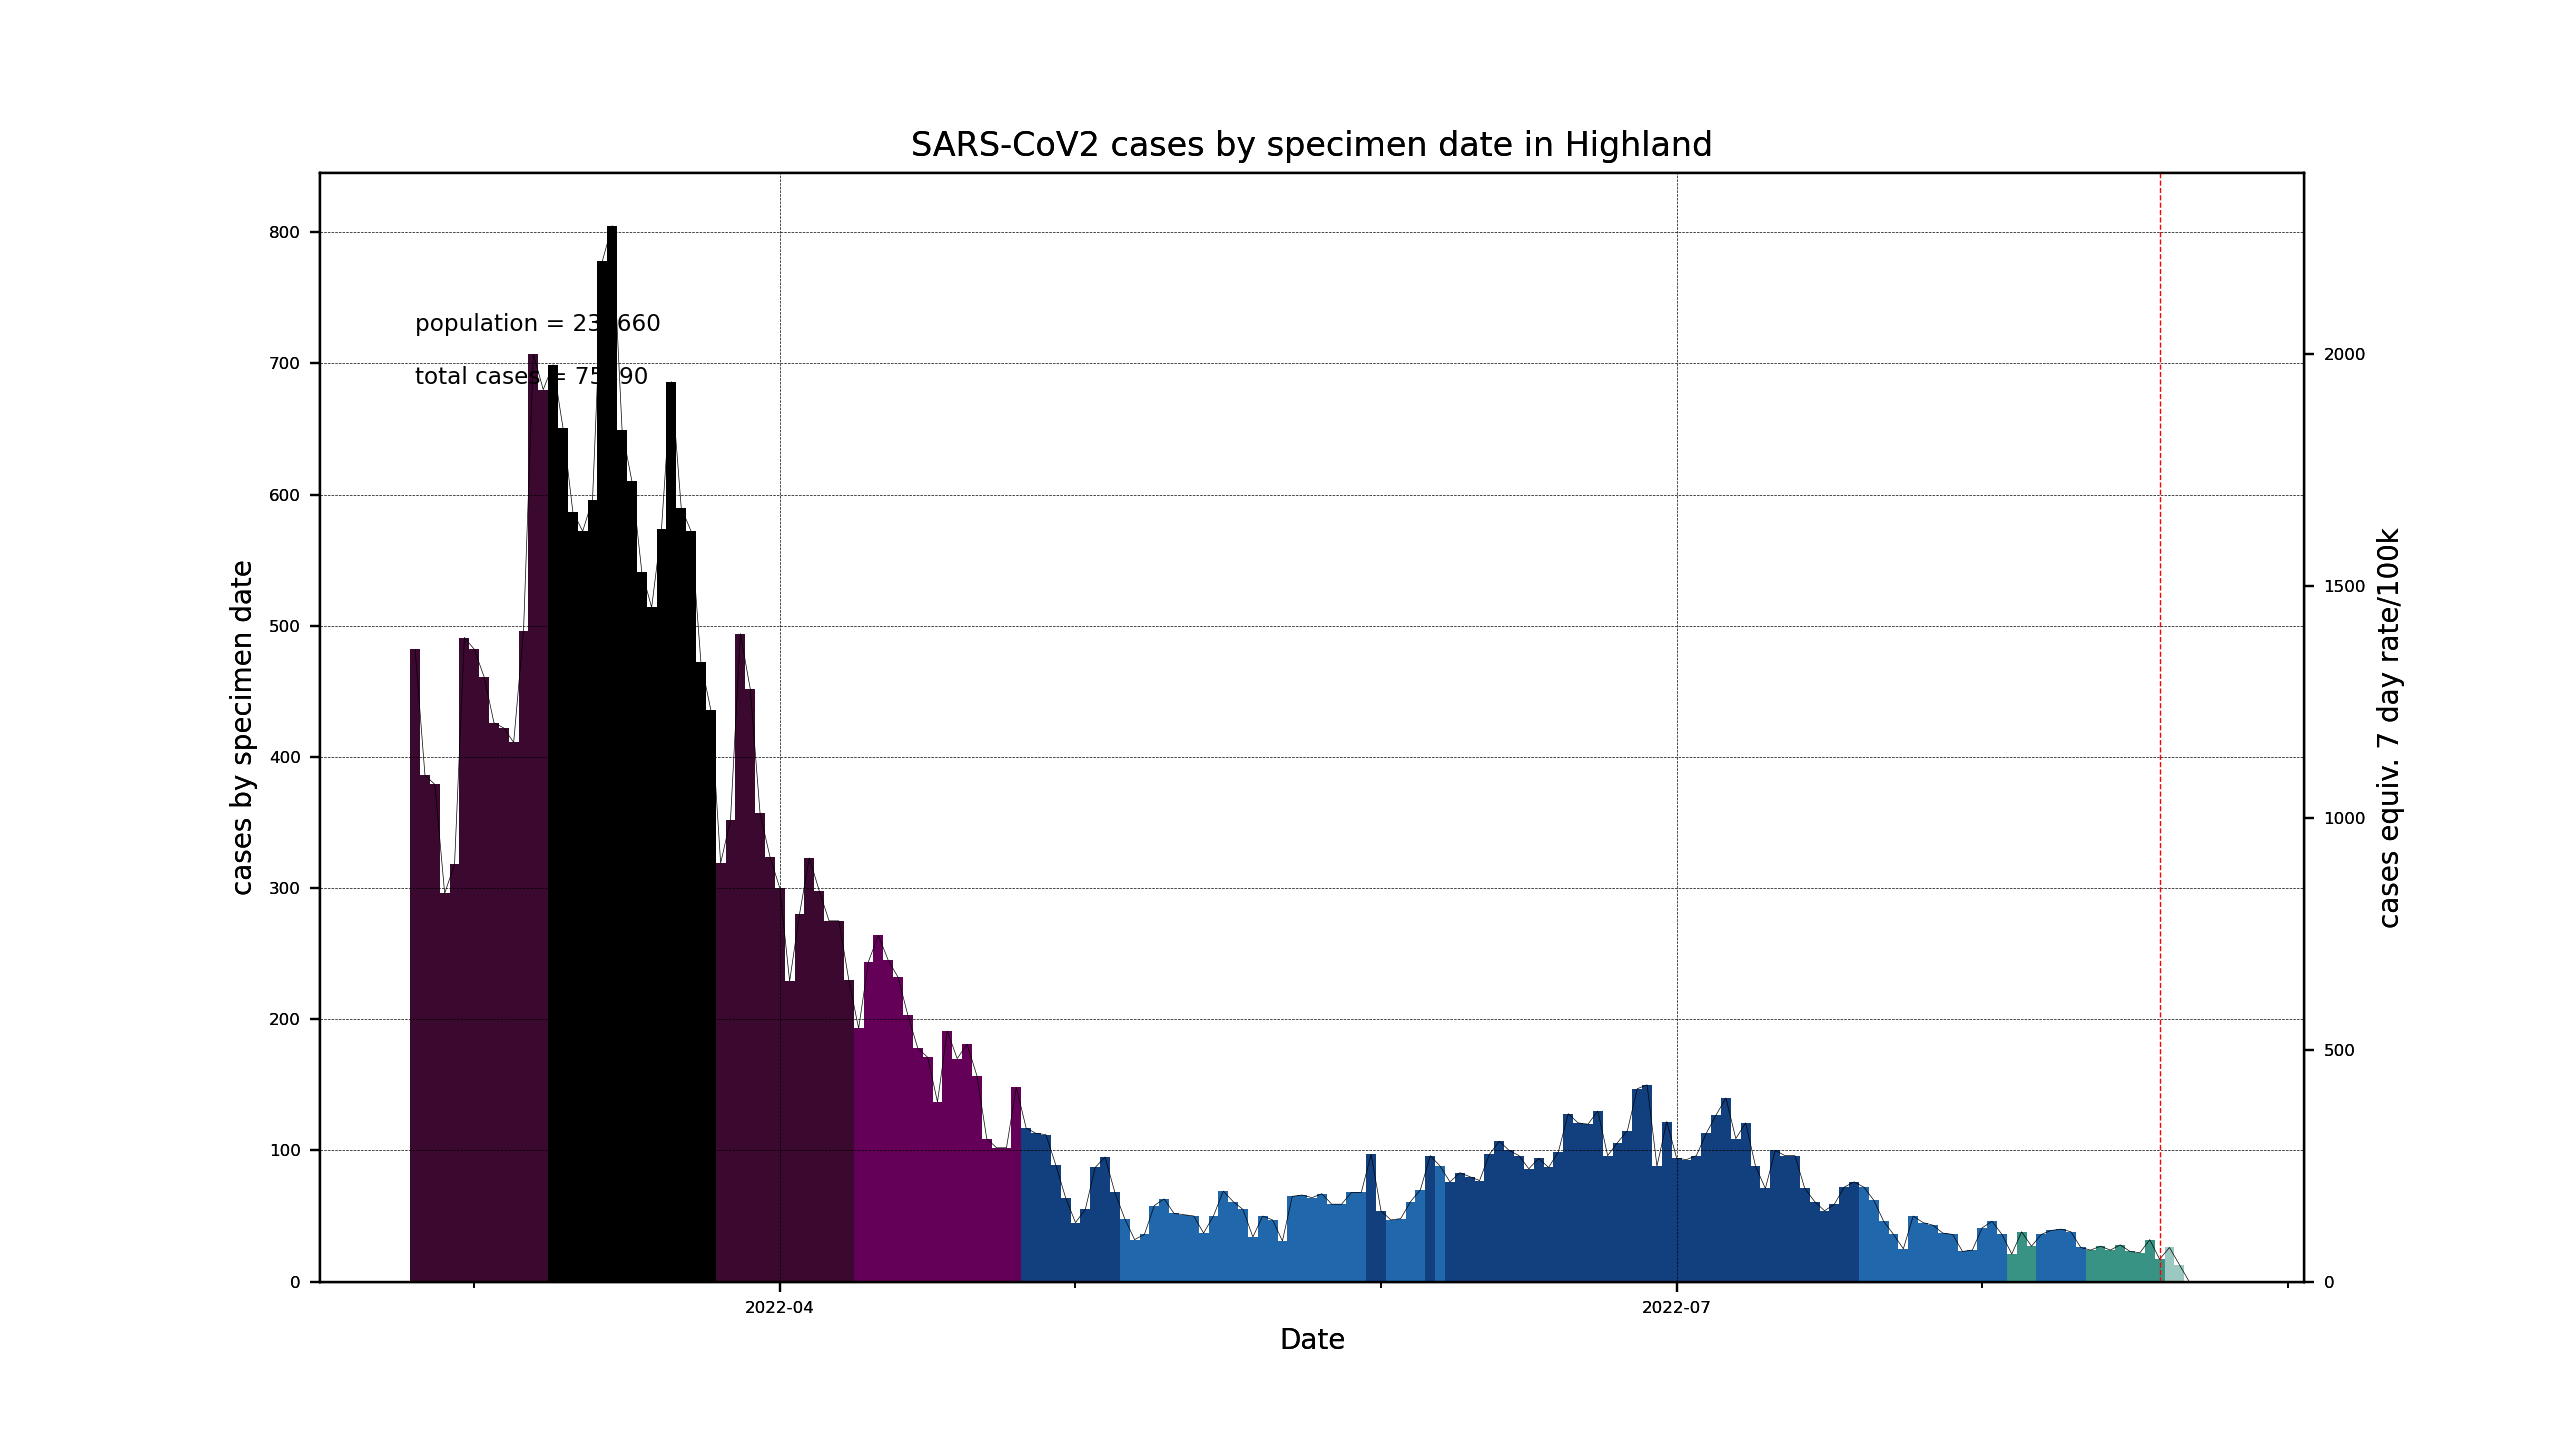 SARS-CoV2 cases by specimen date in Highland
population = 23 660
total cases = 75 90
cases by specimen date
800
700
600
500
400
300
200
100
0
2000
1500
1000
500
0
cases equiv. 7 day rate/100k
2022-04
2022-07
Date